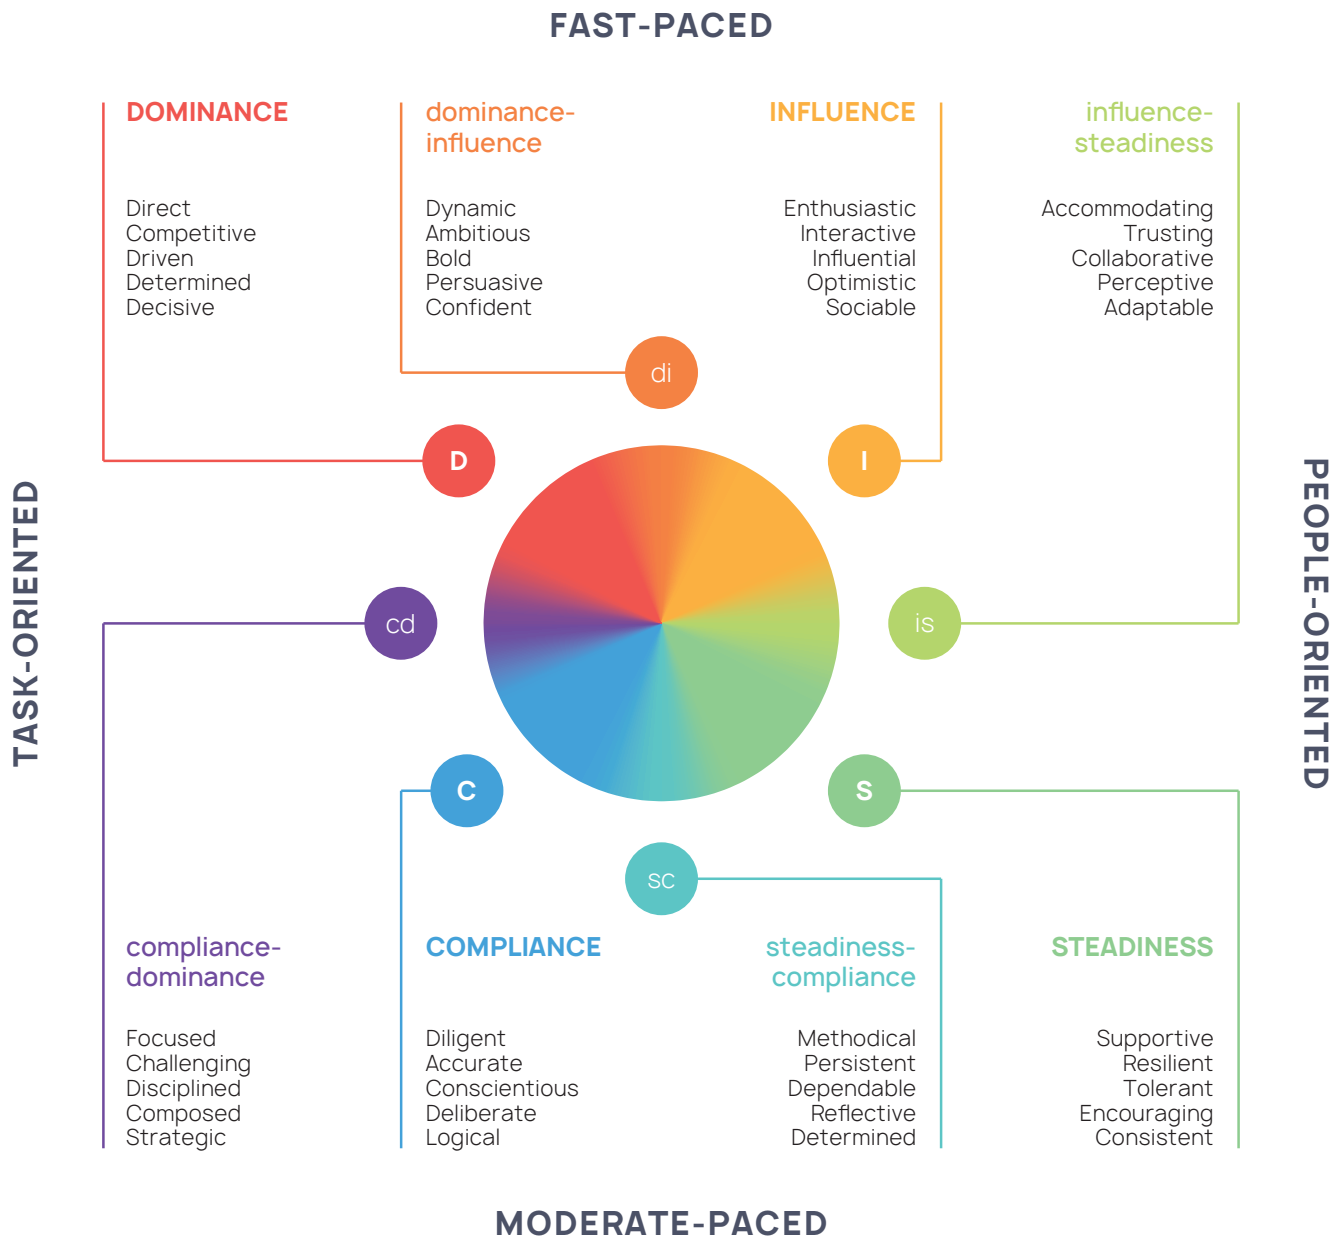 FAST-PACED
DOMINANCE
Direct
Competitive
Driven
Determined
Decisive
dominance-
influence
Dynamic
Ambitious
Bold
Persuasive
Confident
INFLUENCE
Enthusiastic
Interactive
Influential
Optimistic
Sociable
influence-
steadiness
Accommodating
Trusting
Collaborative
Perceptive
Adaptable
di
D
I
TASK-ORIENTED
PEOPLE-ORIENTED
cd
is
C
S
sc
compliance-
dominance
Focused
Challenging
Disciplined
Composed
Strategic
COMPLIANCE
Diligent
Accurate
Conscientious
Deliberate
Logical
steadiness-
compliance
Methodical
Persistent
Dependable
Reflective
Determined
STEADINESS
Supportive
Resilient
Tolerant
Encouraging
Consistent
MODERATE-PACED